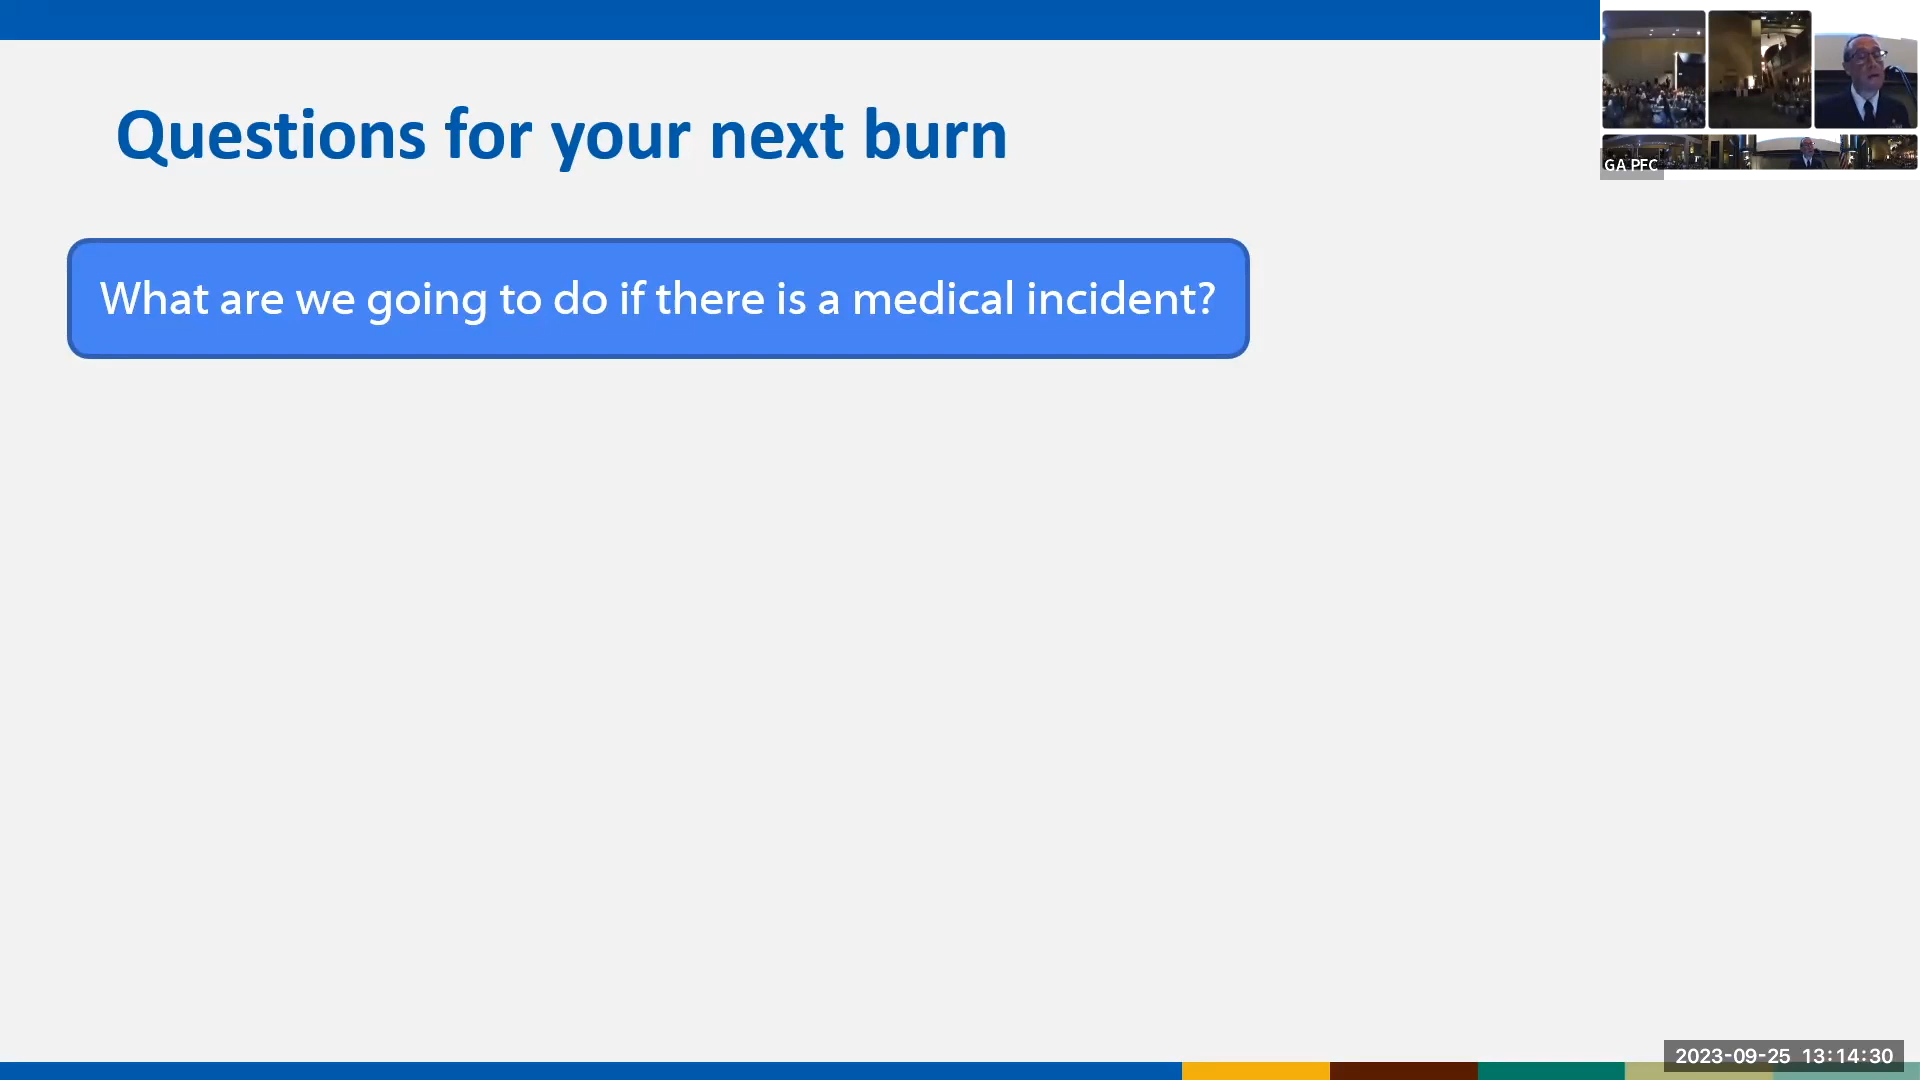 Questions for your next burn
What are we going to do if there is a medical incident?
GA PFC
2023-09-25 13:14:30